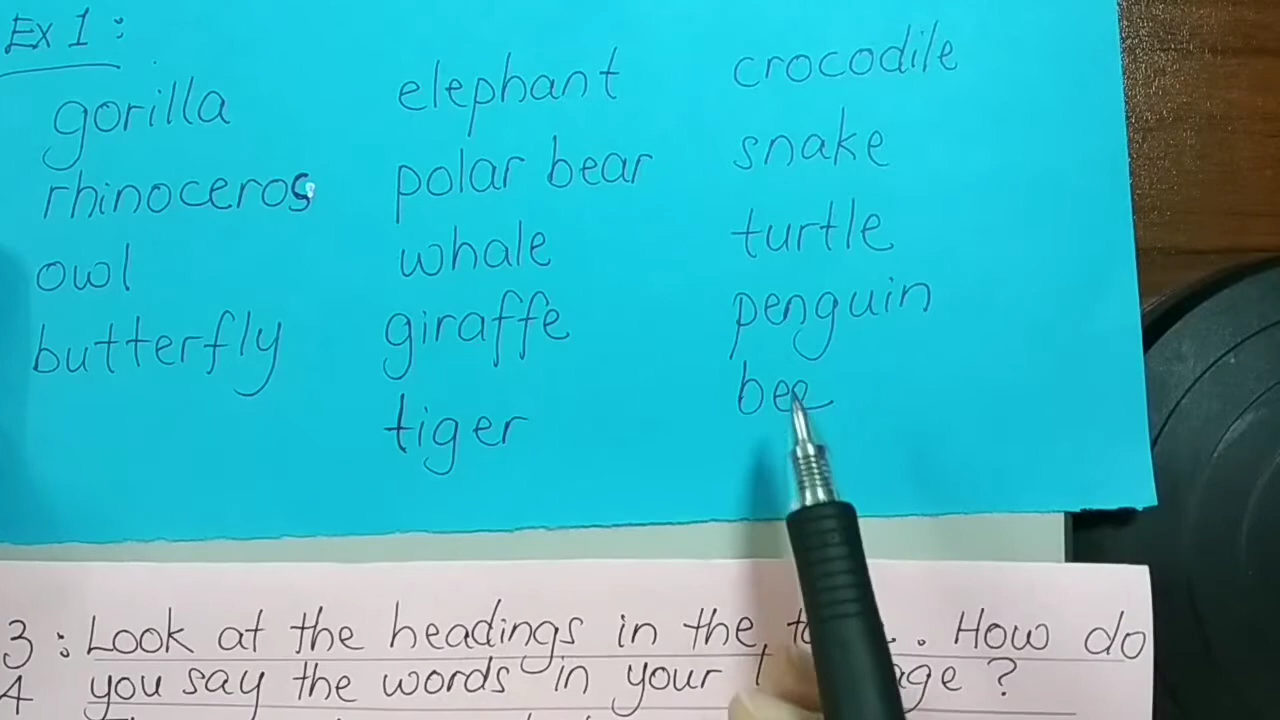 Ex 1:
gorilla
rhinoceros
owl
butterfly
elephant
polar bear
whale
giraffe
tiger
crocodile
snake
turtle
penguin
bee
3: Look at the headings in the . How do
4 you say the words in your ?